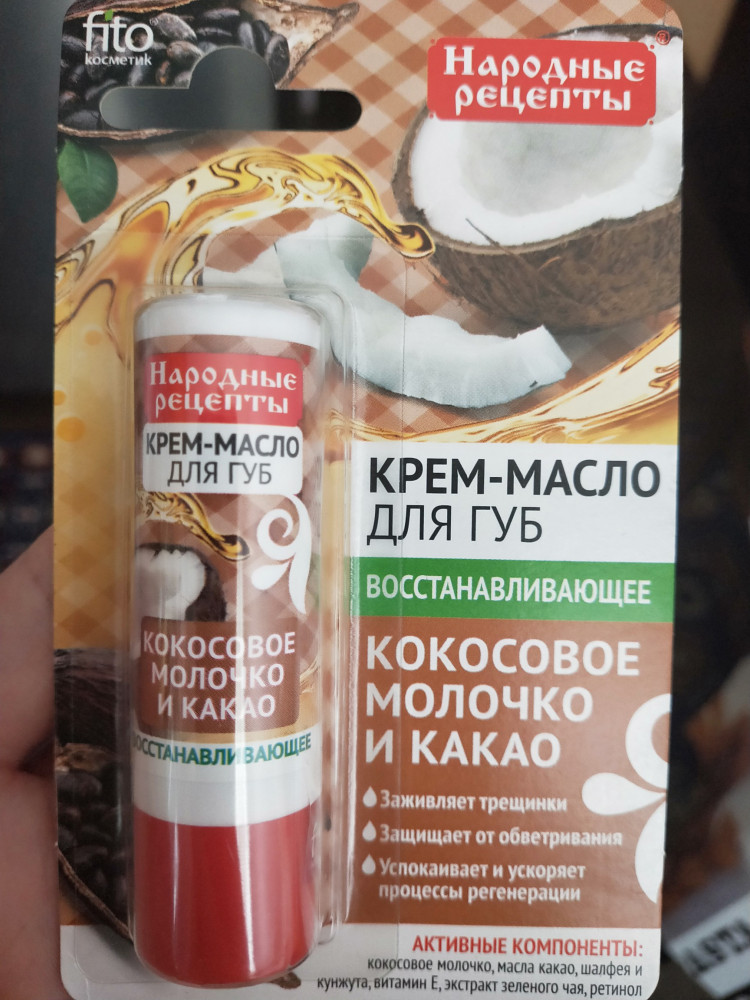 fito
косметик
Народные
рецепты
Народные
рецепты
КРЕМ-МАСЛО
ДЛЯ ГУБ
КОКОСОВОЕ
МОЛОЧКО
И КАКАО
ВОССТАНАВЛИВАЮЩЕЕ
КРЕМ-МАСЛО
ДЛЯ ГУБ
ВОССТАНАВЛИВАЮЩЕЕ
КОКОСОВОЕ
МОЛОЧКО
И КАКАО
Заживляет трещинки
Защищает от обветривания
Успокаивает и ускоряет
процессы регенерации
АКТИВНЫЕ КОМПОНЕНТЫ:
кокосовое молочко, масла какао, шалфея и
кунжута, витамин Е, экстракт зеленого чая, ретинол